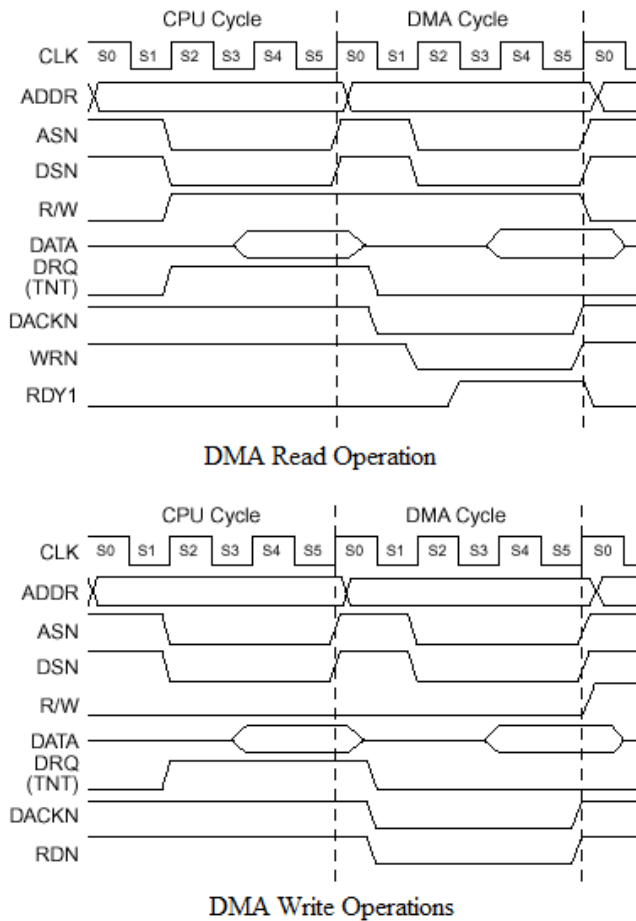 CPU Cycle DMA Cycle
CLK S0 S1 S2 S3 S4 S5 S0 S1 S2 S3 S4 S5 S0
ADDR
ASN
DSN
R/W
DATA
DRQ
(TNT)
DACKN
WRN
RDY1
DMA Read Operation
CPU Cycle DMA Cycle
CLK S0 S1 S2 S3 S4 S5 S0 S1 S2 S3 S4 S5 S0
ADDR
ASN
DSN
R/W
DATA
DRQ
(TNT)
DACKN
RDN
DMA Write Operations